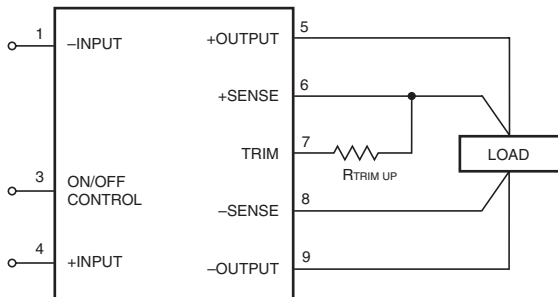 1 –INPUT
+OUTPUT 5
+SENSE 6
TRIM 7
RTRIM UP
LOAD
3 ON/OFF
CONTROL
–SENSE 8
4 +INPUT
–OUTPUT 9